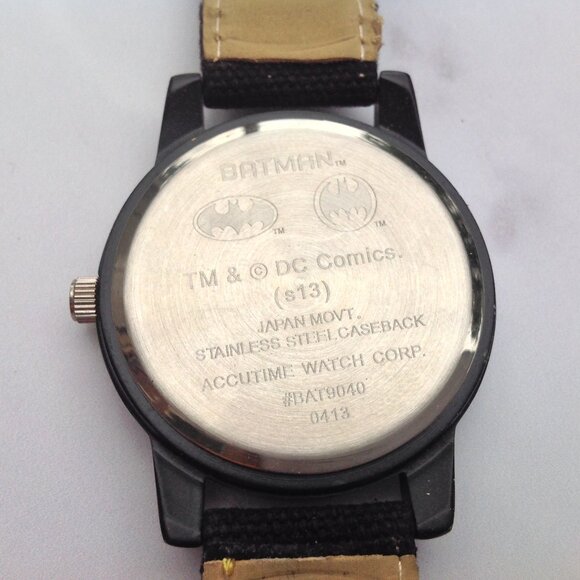 BATMAN™
TM TM
TM & © DC Comics.
(s13)
JAPAN MOVT.
STAINLESS STEEL CASEBACK
ACCUTIME WATCH CORP.
#BAT9040
0413